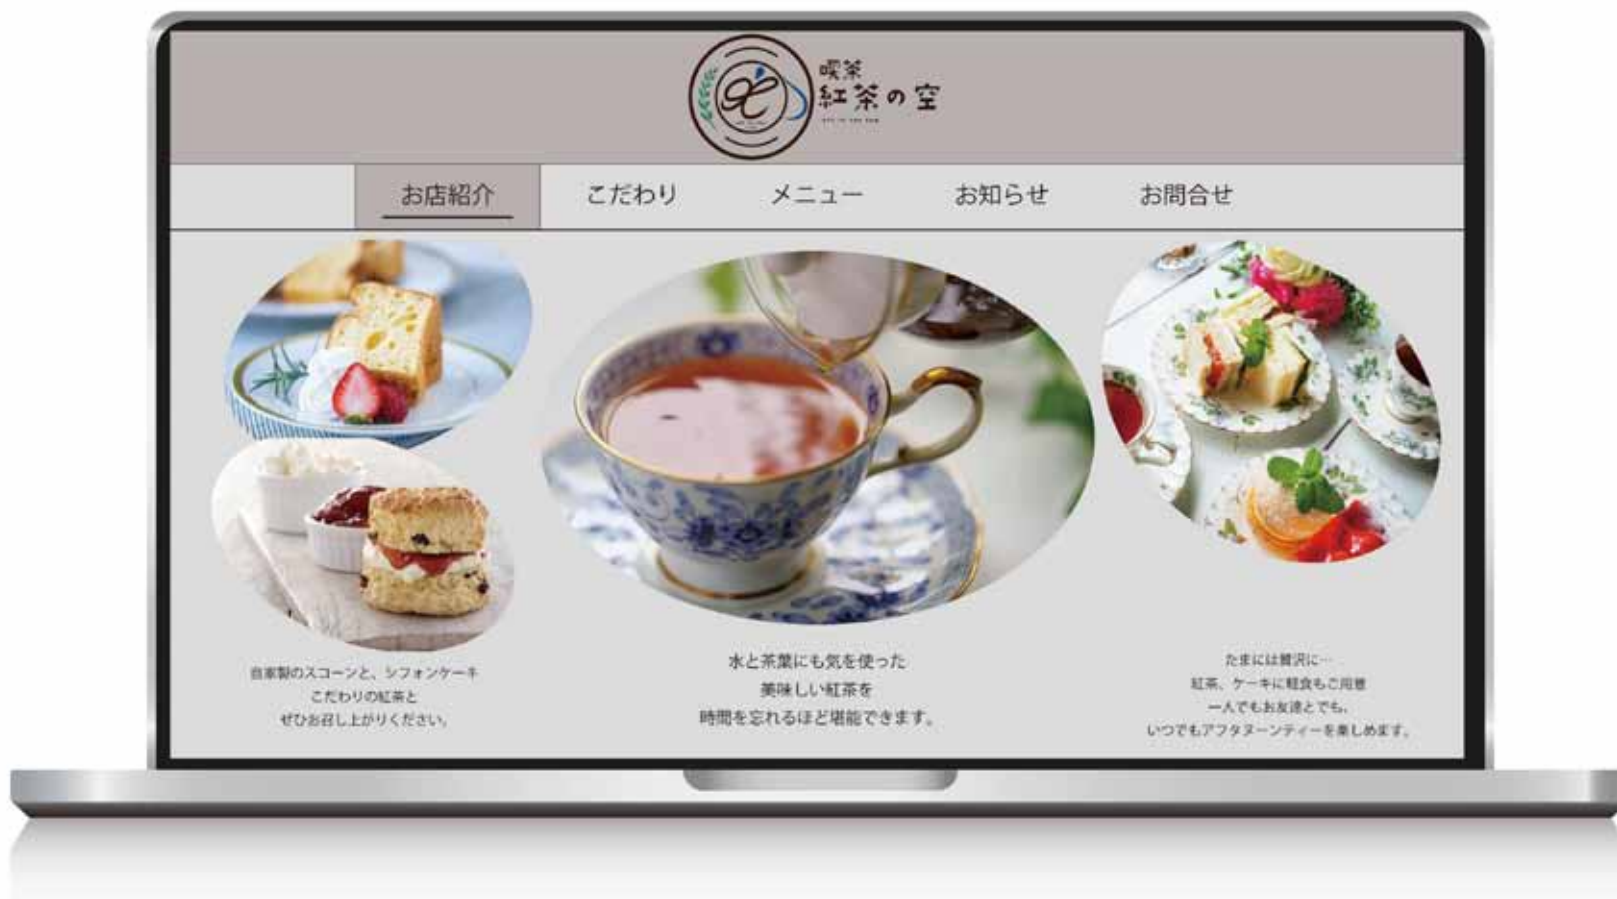 喫茶
紅茶の空
お店紹介
こだわり
メニュー
お知らせ
お問合せ
自家製のスコーンと、シフォンケーキ
こだわりの紅茶と
ぜひお召し上がりください。
水と茶葉にも気を使った
美味しい紅茶を
時間を忘れるほど堪能できます。
たまには贅沢に…
紅茶、ケーキに軽食もご用意
一人でもお友達とでも、
いつでもアフタヌーンティーを楽しめます。